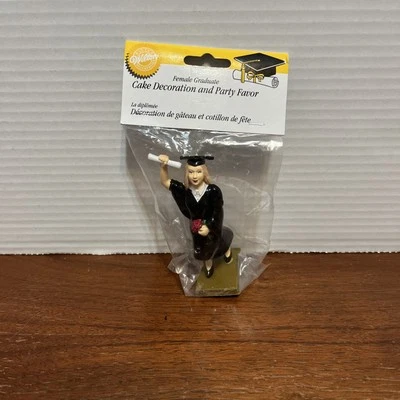 Wilton
Female Graduate
Cake Decoration and Party Favor
La diplômée
Décoration de gâteau et cotillon de fête